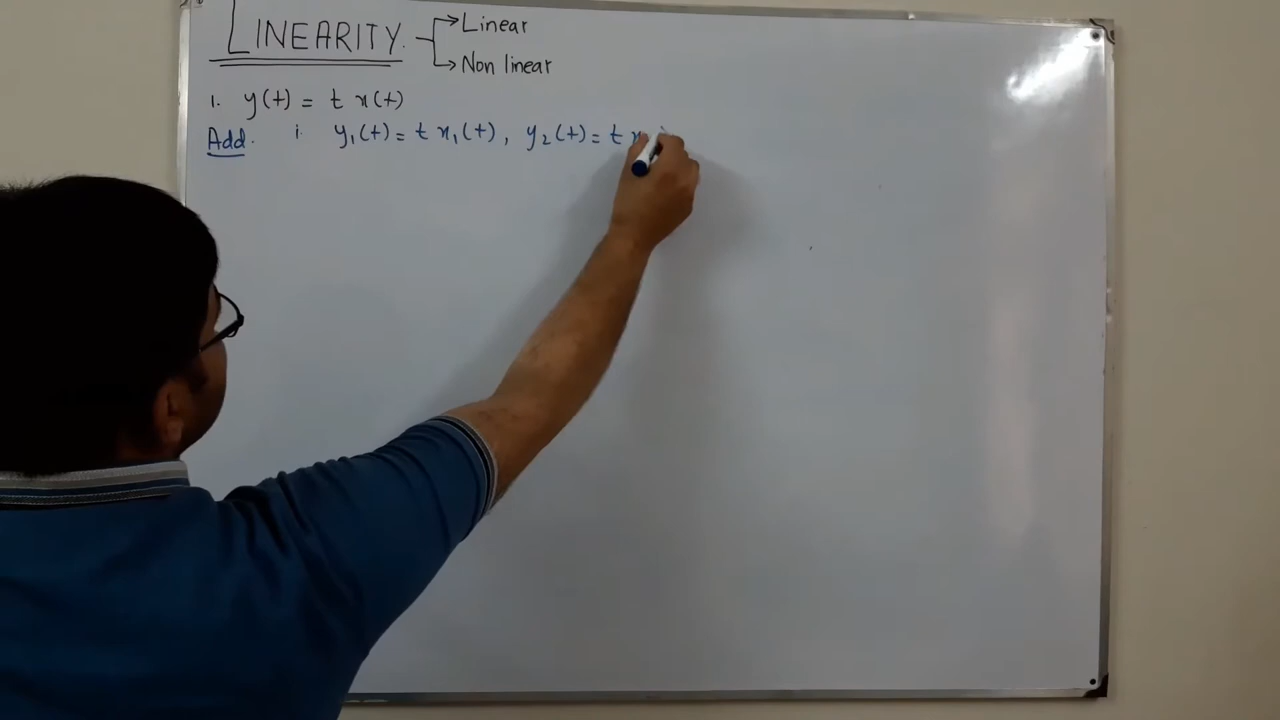 LINEARITY. → Linear
→ Non linear
1. y(t) = t x(t)
Add. i. y₁(t) = t x₁(t), y₂(t) = t x